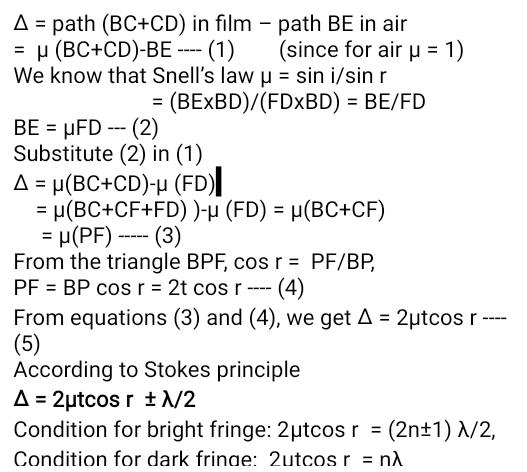 Δ = path (BC+CD) in film – path BE in air
= μ (BC+CD)-BE ---- (1) (since for air μ = 1)
We know that Snell's law μ = sin i/sin r
= (BExBD)/(FDxBD) = BE/FD
BE = μFD --- (2)
Substitute (2) in (1)
Δ = μ(BC+CD)-μ (FD)
= μ(BC+CF+FD) )-μ (FD) = μ(BC+CF)
= μ(PF) ----- (3)
From the triangle BPF, cos r = PF/BP,
PF = BP cos r = 2t cos r ---- (4)
From equations (3) and (4), we get Δ = 2μtcos r ----
(5)
According to Stokes principle
Δ = 2μtcos r ± λ/2
Condition for bright fringe: 2μtcos r = (2n±1) λ/2,
Condition for dark fringe: 2μtcos r = nλ